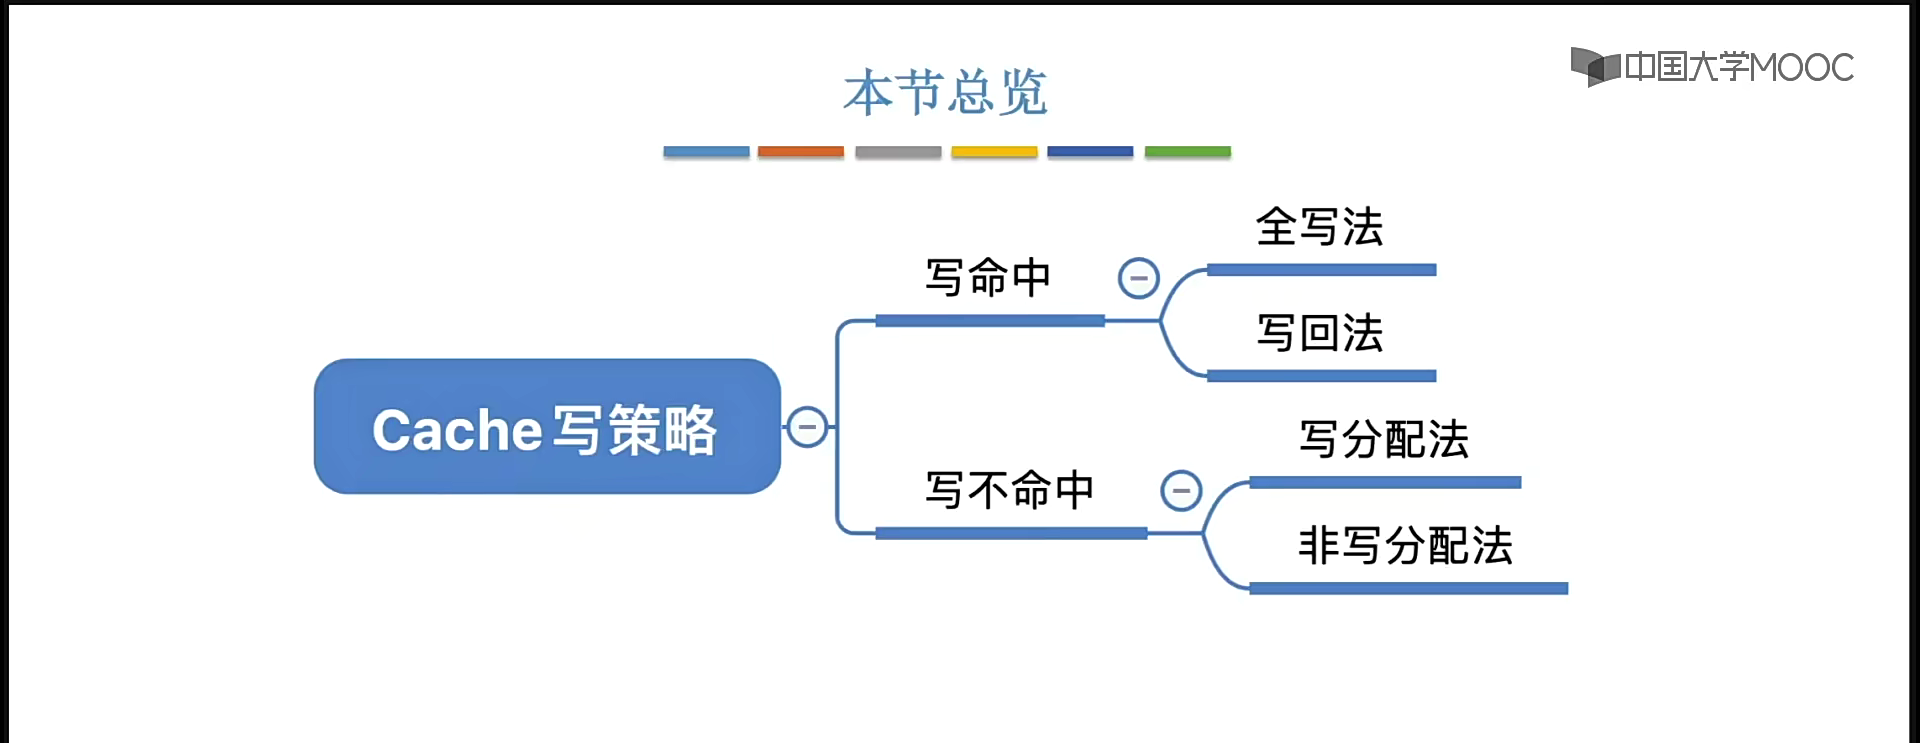 中国大学MOOC
本节总览
Cache写策略
写命中
全写法
写回法
写不命中
写分配法
非写分配法